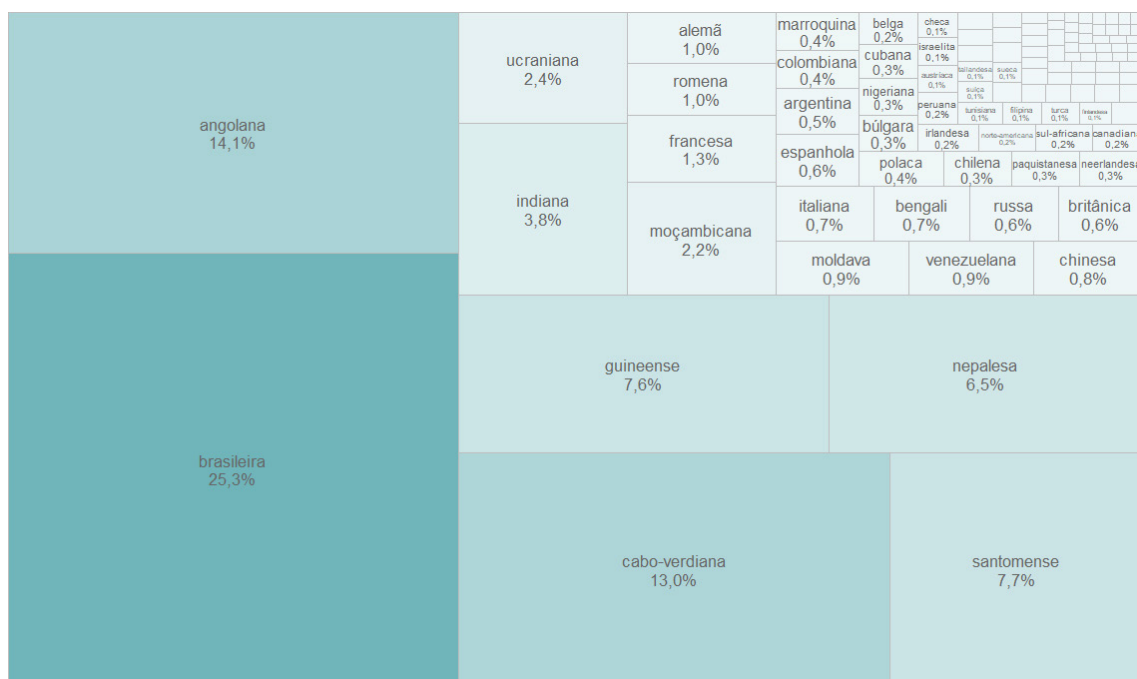 angolana
14,1%
brasileira
25,3%
ucraniana
2,4%
indiana
3,8%
alemã
1,0%
romena
1,0%
francesa
1,3%
moçambicana
2,2%
marroquina
0,4%
colombiana
0,4%
argentina
0,5%
espanhola
0,6%
belga
0,2%
cubana
0,3%
nigeriana
0,3%
búlgara
0,3%
checa
0,1%
israelita
0,1%
austríaca
0,1%
peruana
0,2%
tailandesa
0,1%
sueca
0,1%
suíça
0,1%
tunisiana
0,1%
filipina
0,1%
turca
0,1%
finlandesa
0,1%
irlandesa
0,2%
norte-americana
0,2%
sul-africana
0,2%
canadiana
0,2%
polaca
0,4%
chilena
0,3%
paquistanesa
0,3%
neerlandesa
0,3%
italiana
0,7%
bengali
0,7%
russa
0,6%
britânica
0,6%
moldava
0,9%
venezuelana
0,9%
chinesa
0,8%
guineense
7,6%
nepalesa
6,5%
cabo-verdiana
13,0%
santomense
7,7%